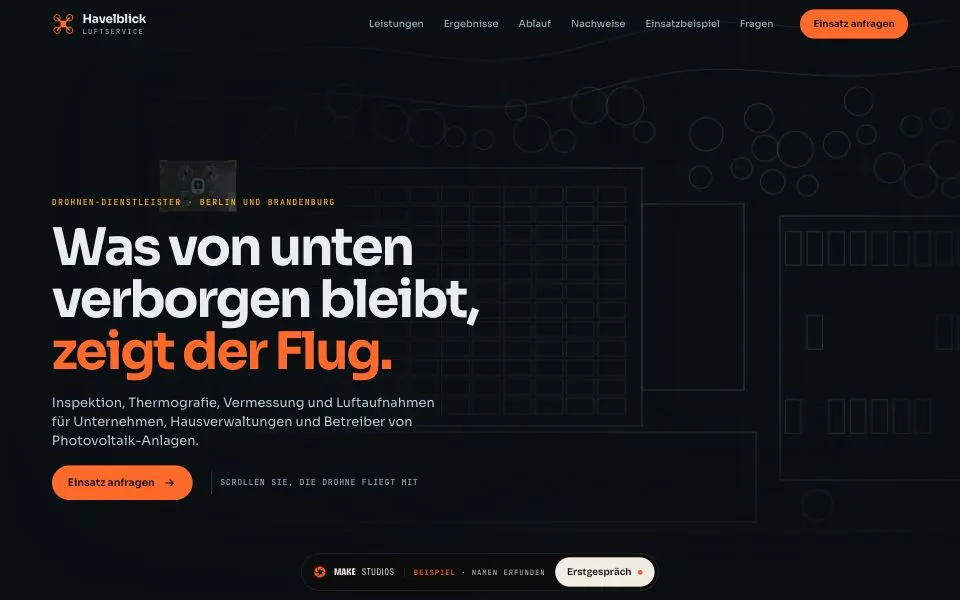 Havelblick
LUFTSERVICE
Leistungen Ergebnisse Ablauf Nachweise Einsatzbeispiel Fragen Einsatz anfragen
DROHNEN-DIENSTLEISTER · BERLIN UND BRANDENBURG
Was von unten
verborgen bleibt,
zeigt der Flug.
Inspektion, Thermografie, Vermessung und Luftaufnahmen
für Unternehmen, Hausverwaltungen und Betreiber von
Photovoltaik-Anlagen.
Einsatz anfragen →
SCROLLEN SIE, DIE DROHNE FLIEGT MIT
MAKE STUDIOS BEISPIEL · NAMEN ERFUNDEN Erstgespräch